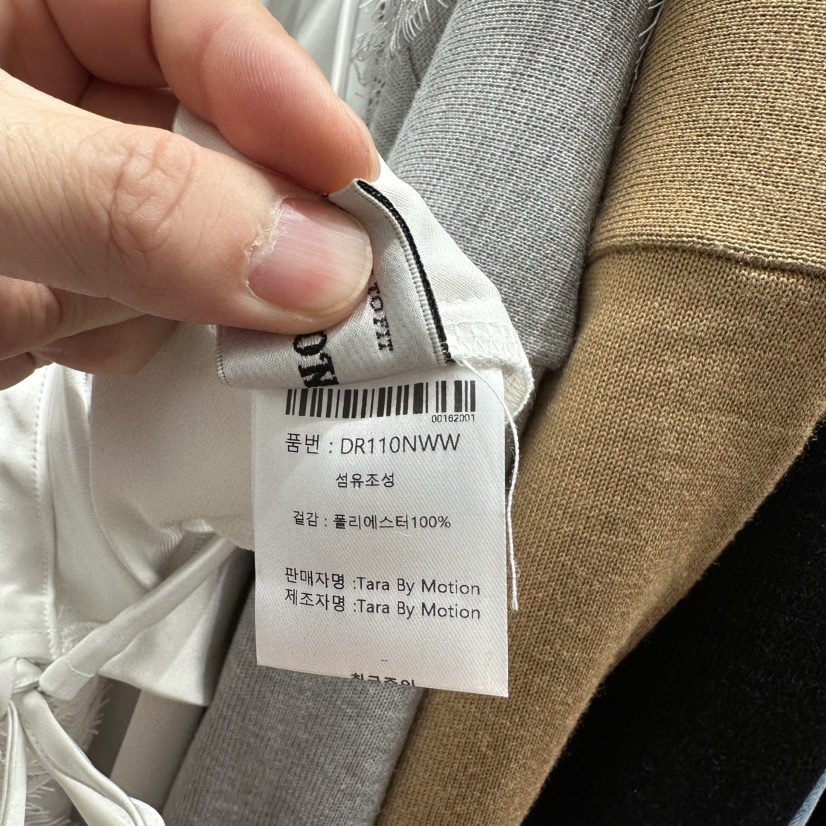 00162001
품번 : DR110NWW
섬유조성
겉감 : 폴리에스터100%
판매자명 :Tara By Motion
제조자명 :Tara By Motion